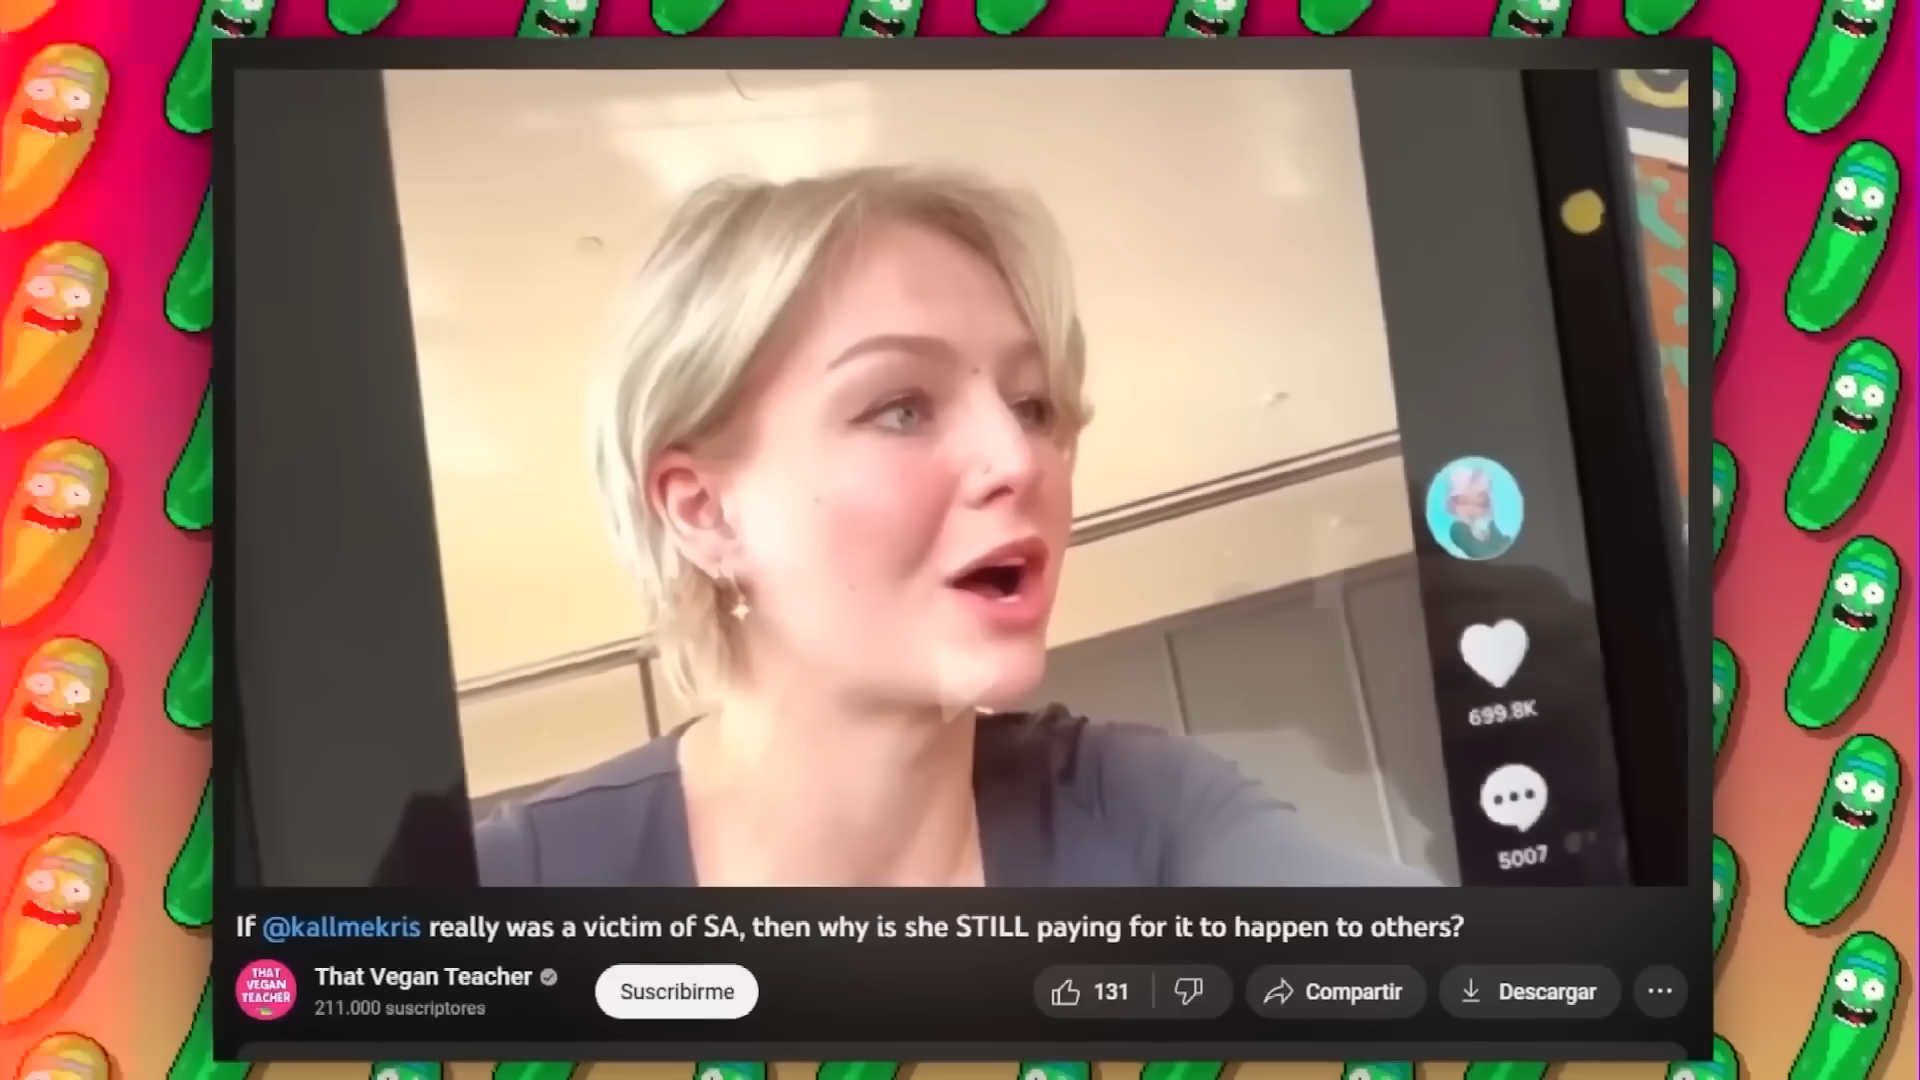 699.8K
5007
If @kallmekris really was a victim of SA, then why is she STILL paying for it to happen to others?
THAT
VEGAN
TEACHER
That Vegan Teacher
211.000 suscriptores
Suscribirme
131
Compartir
Descargar